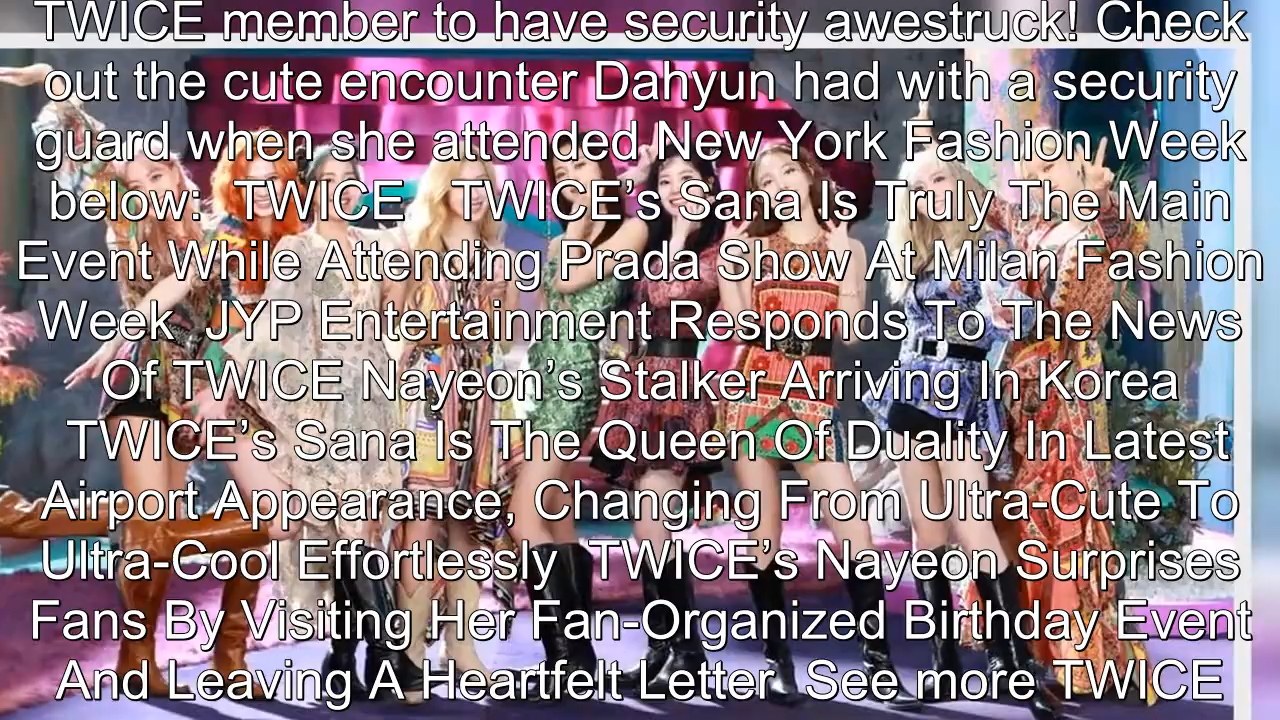 TWICE member to have security awestruck! Check
out the cute encounter Dahyun had with a security
guard when she attended New York Fashion Week
below:  TWICE   TWICE’s Sana Is Truly The Main
Event While Attending Prada Show At Milan Fashion
Week  JYP Entertainment Responds To The News
Of TWICE Nayeon’s Stalker Arriving In Korea
TWICE’s Sana Is The Queen Of Duality In Latest
Airport Appearance, Changing From Ultra-Cute To
Ultra-Cool Effortlessly  TWICE’s Nayeon Surprises
Fans By Visiting Her Fan-Organized Birthday Event
And Leaving A Heartfelt Letter  See more TWICE